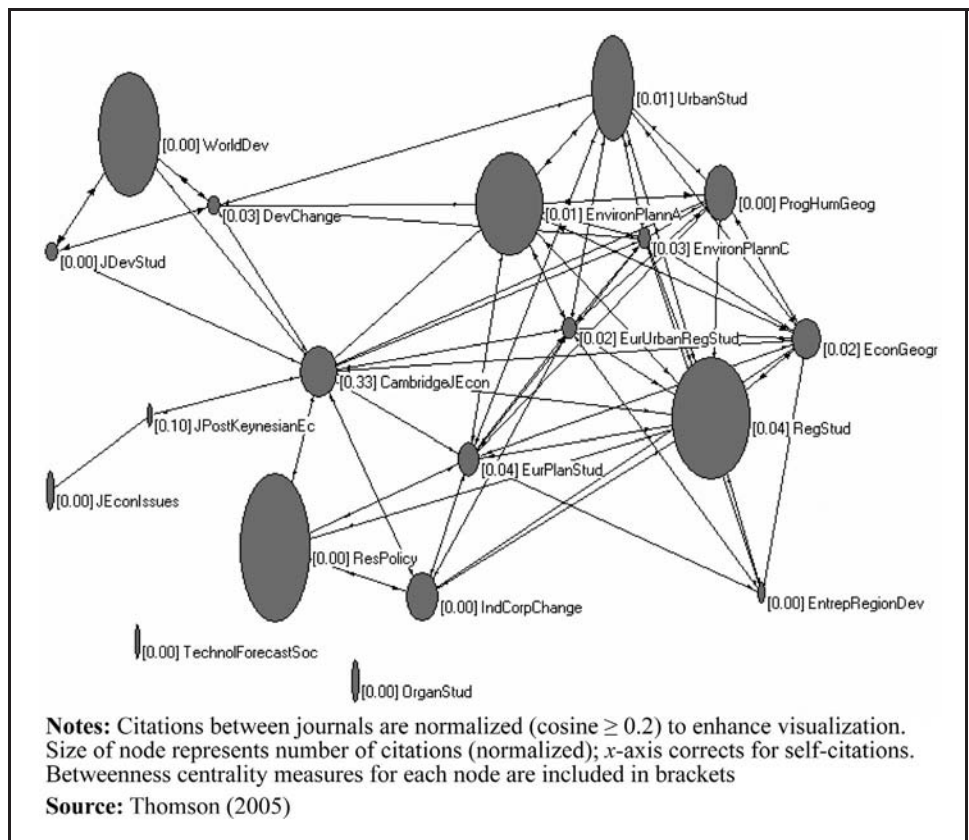 [0.01] UrbanStud
[0.00] WorldDev
[0.00] ProgHumGeog
[0.03] DevChange
[0.01] EnvironPlannA
[0.03] EnvironPlannC
[0.00] JDevStud
[0.02] EurUrbanRegStud
[0.02] EconGeogr
[0.33] CambridgeJEcon
[0.10] JPostKeynesianEc
[0.04] RegStud
[0.04] EurPlanStud
[0.00] JEconIssues
[0.00] ResPolicy
[0.00] IndCorpChange
[0.00] EntrepRegionDev
[0.00] TechnolForecastSoc
[0.00] OrganStud
Notes: Citations between journals are normalized (cosine ≥ 0.2) to enhance visualization.
Size of node represents number of citations (normalized); x-axis corrects for self-citations.
Betweenness centrality measures for each node are included in brackets
Source: Thomson (2005)